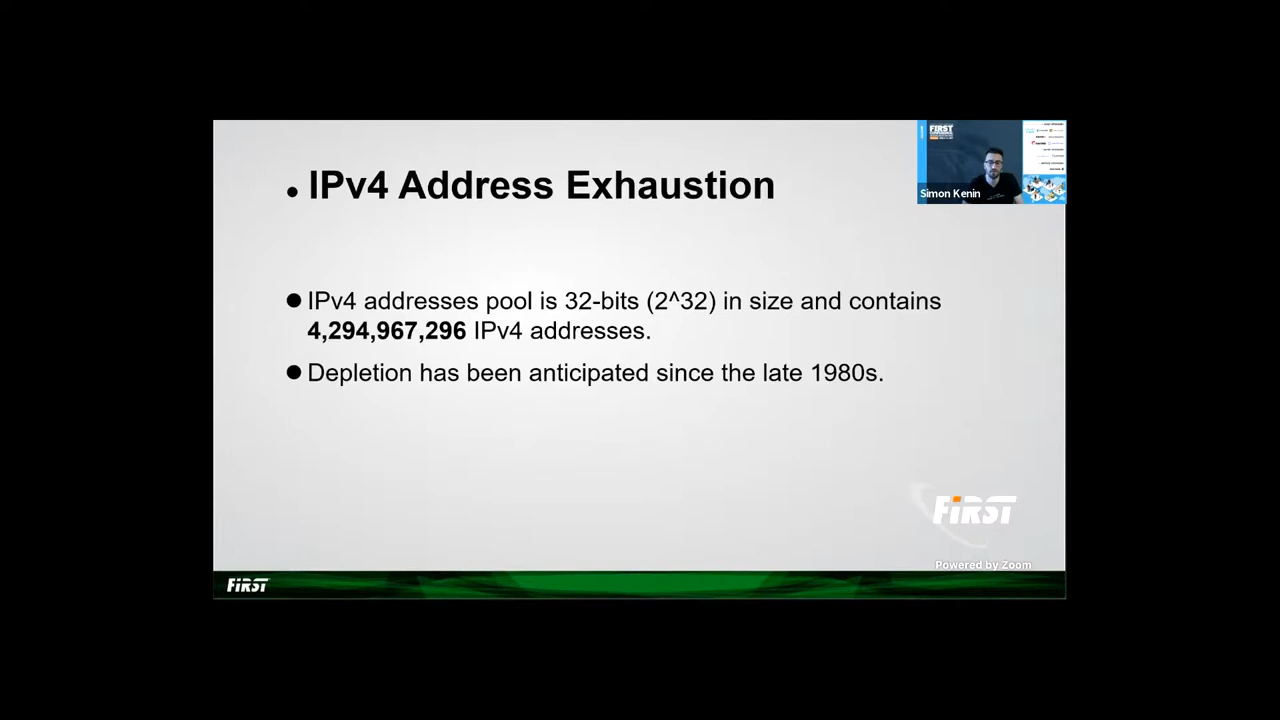 • IPv4 Address Exhaustion
FIRST
Simon Kenin
● IPv4 addresses pool is 32-bits (2^32) in size and contains
4,294,967,296 IPv4 addresses.
● Depletion has been anticipated since the late 1980s.
FiRST
Powered by Zoom
FiRST